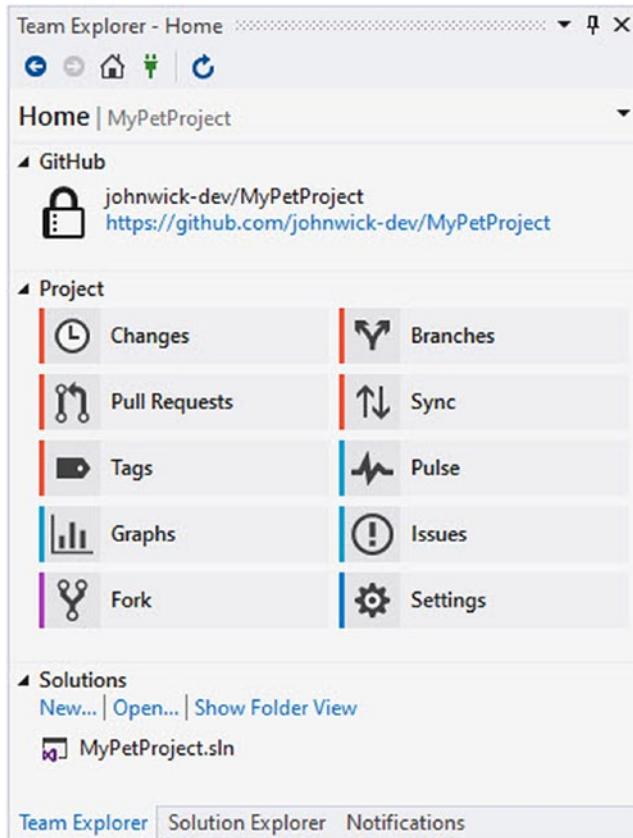 Team Explorer - Home
Home | MyPetProject
GitHub
johnwick-dev/MyPetProject
https://github.com/johnwick-dev/MyPetProject
Project
Changes
Branches
Pull Requests
Sync
Tags
Pulse
Graphs
Issues
Fork
Settings
Solutions
New... | Open... | Show Folder View
MyPetProject.sln
Team Explorer Solution Explorer Notifications